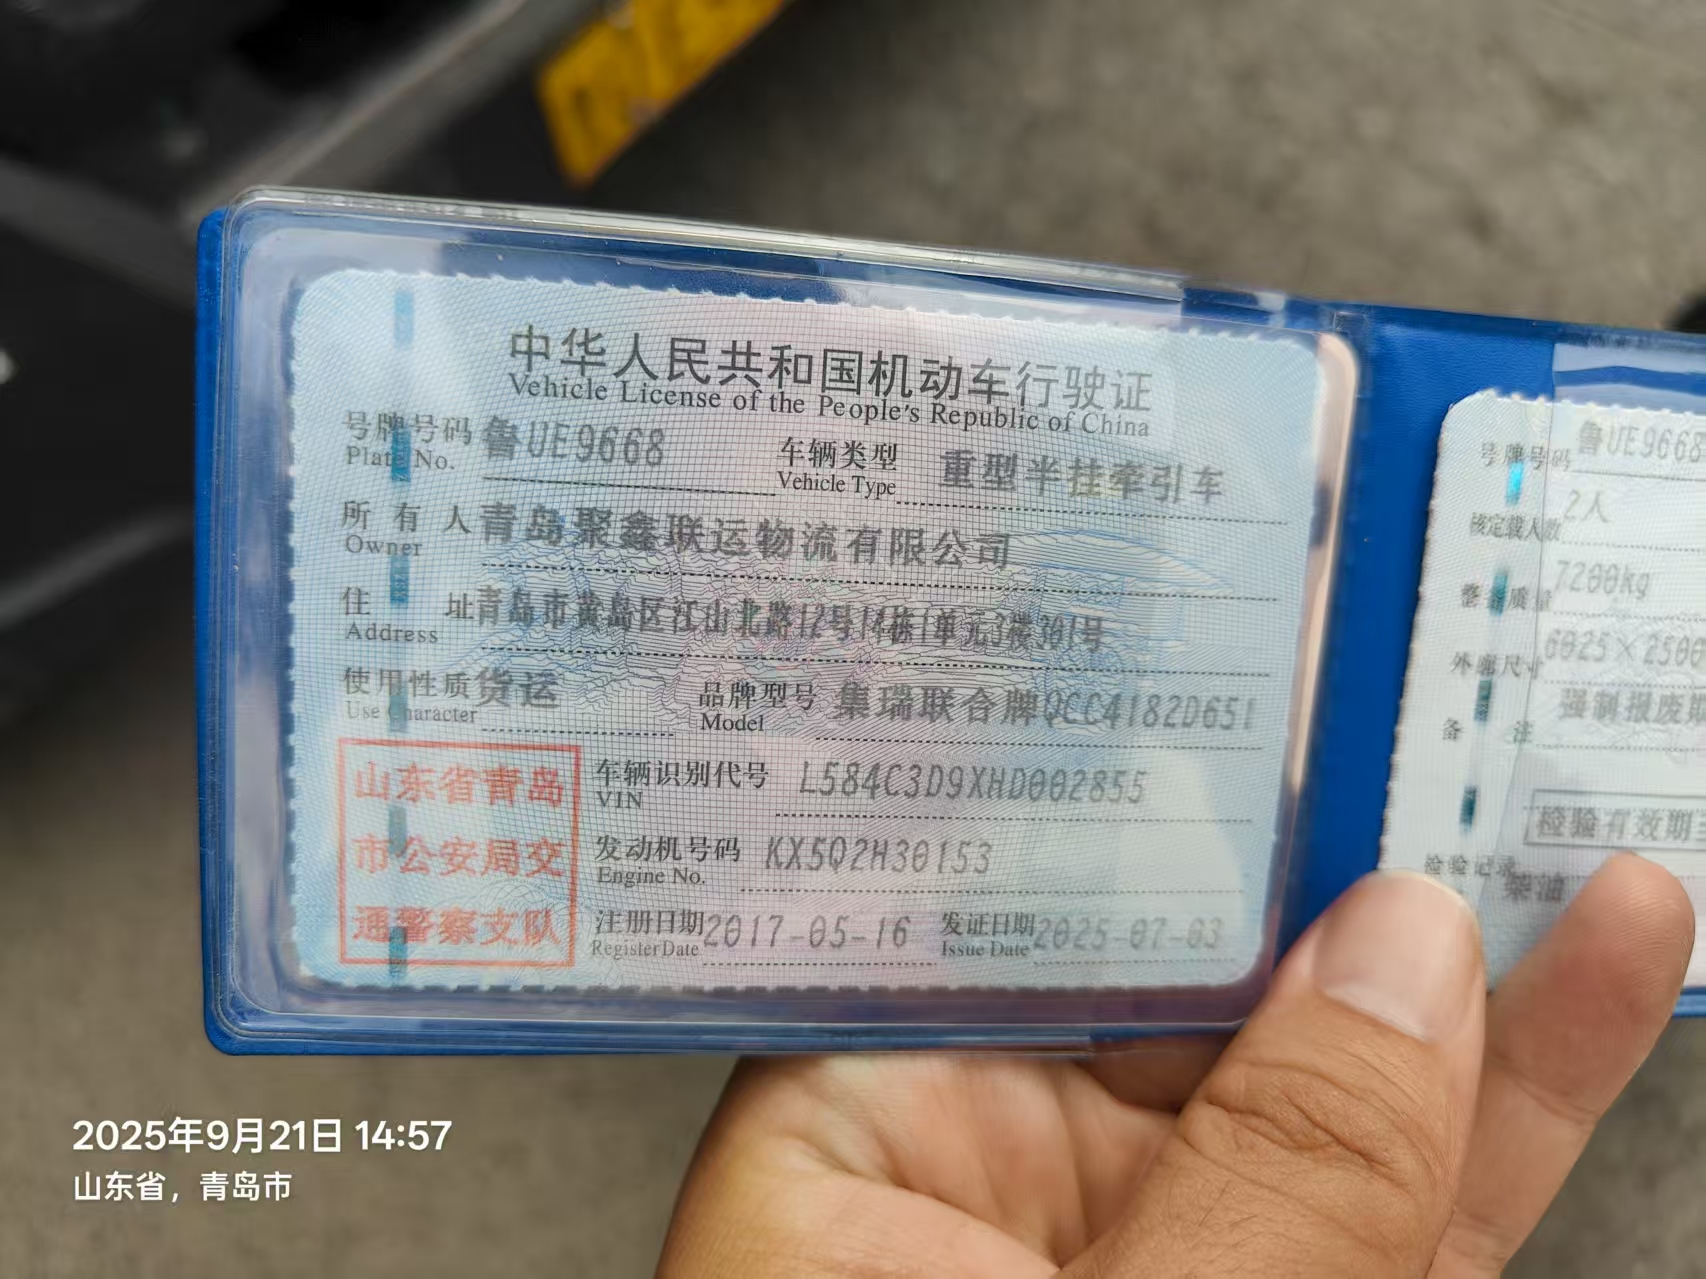 中华人民共和国机动车行驶证
Vehicle License of the People's Republic of China
号牌号码 鲁UE9668 车辆类型 重型半挂牵引车
Plate No. Vehicle Type
所有人 青岛聚鑫联运物流有限公司
Owner
住址 青岛市黄岛区江山北路12号14栋1单元3楼301号
Address
使用性质 货运 品牌型号 集瑞联合牌QCC4182D651
Use Character Model
山东省青岛
市公安局交
通警察支队
车辆识别代号 L584C3D9XHD002855
VIN
发动机号码 KX5Q2H30153
Engine No.
注册日期 2017-05-16 发证日期 2025-07-03
Register Date Issue Date
号牌号码 鲁UE9668
核定载人数 2人
整备质量 7200kg
外廓尺寸 6025×2500
备注 强制报废
检验有效期
检验记录 柴油
2025年9月21日 14:57
山东省，青岛市